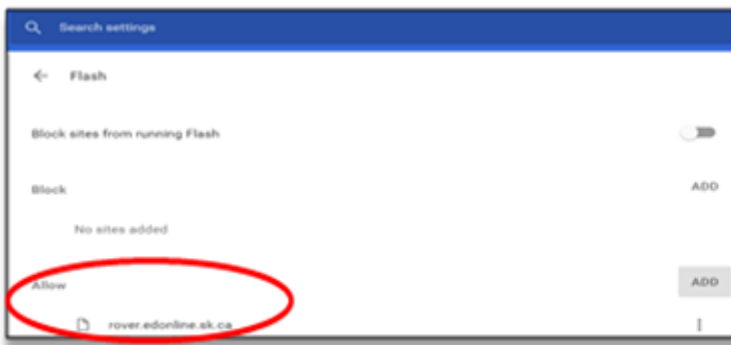 Search settings
Flash
Block sites from running Flash
Block ADD
No sites added
Allow ADD
rover.edonline.sk.ca